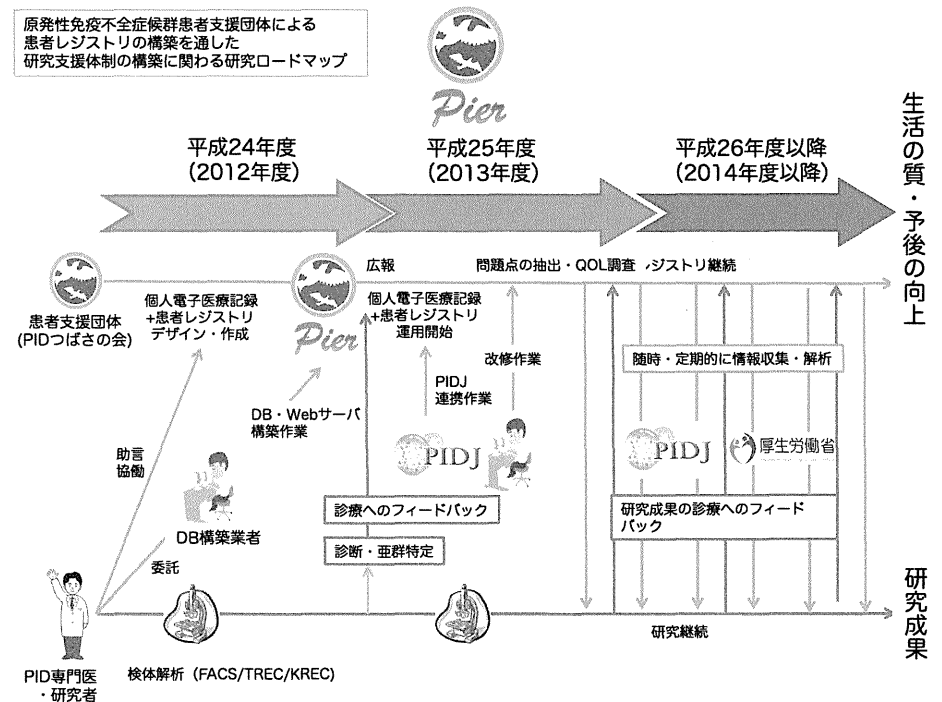 原発性免疫不全症候群患者支援団体による
患者レジストリの構築を通した
研究支援体制の構築に関わる研究ロードマップ
Pier
平成24年度
(2012年度)
平成25年度
(2013年度)
平成26年度以降
(2014年度以降)
生活の質・予後の向上
広報
問題点の抽出・QOL調査
ジストリ継続
患者支援団体
(PIDつばさの会)
個人電子医療記録
+患者レジストリ
デザイン・作成
Pier
個人電子医療記録
+患者レジストリ
運用開始
改修作業
随時・定期的に情報収集・解析
DB・Webサーバ
構築作業
PIDJ
連携作業
助言
協働
PIDJ
PIDJ
厚生労働省
DB構築業者
診療へのフィードバック
研究成果の診療へのフィード
バック
診断・亜群特定
委託
研究成果
研究継続
PID専門医
・研究者
検体解析（FACS/TREC/KREC)